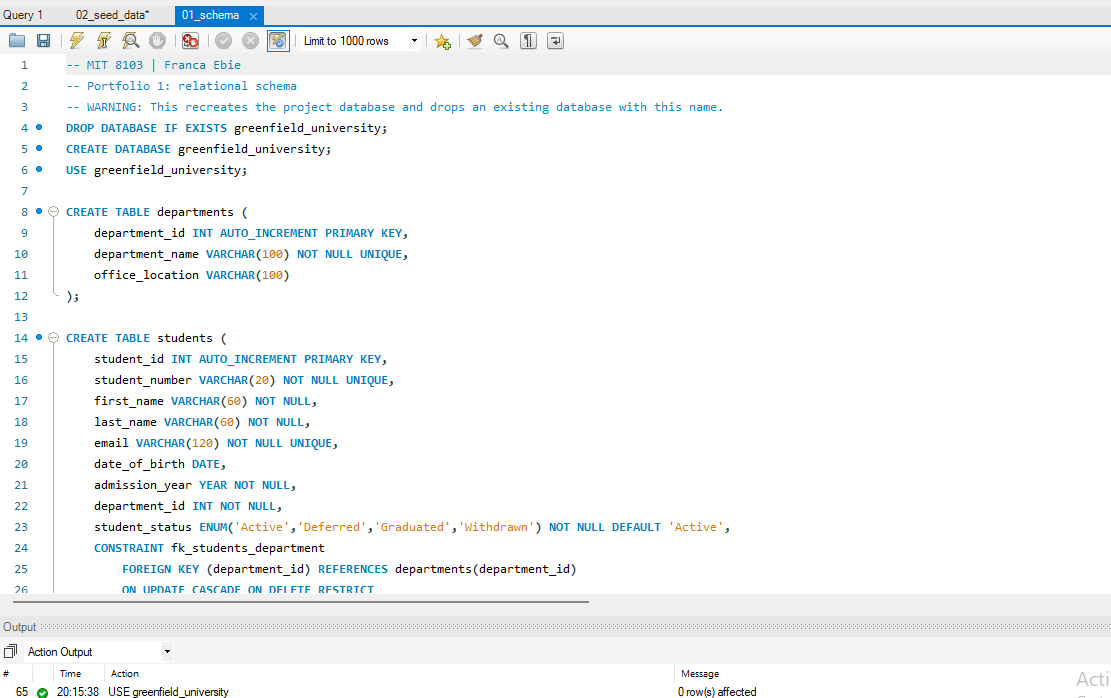 Query 1 02_seed_data* 01_schema
Limit to 1000 rows
1 -- MIT 8103 | Franca Ebie
2 -- Portfolio 1: relational schema
3 -- WARNING: This recreates the project database and drops an existing database with this name.
4 DROP DATABASE IF EXISTS greenfield_university;
5 CREATE DATABASE greenfield_university;
6 USE greenfield_university;
7
8 CREATE TABLE departments (
9 department_id INT AUTO_INCREMENT PRIMARY KEY,
10 department_name VARCHAR(100) NOT NULL UNIQUE,
11 office_location VARCHAR(100)
12 );
13
14 CREATE TABLE students (
15 student_id INT AUTO_INCREMENT PRIMARY KEY,
16 student_number VARCHAR(20) NOT NULL UNIQUE,
17 first_name VARCHAR(60) NOT NULL,
18 last_name VARCHAR(60) NOT NULL,
19 email VARCHAR(120) NOT NULL UNIQUE,
20 date_of_birth DATE,
21 admission_year YEAR NOT NULL,
22 department_id INT NOT NULL,
23 student_status ENUM('Active','Deferred','Graduated','Withdrawn') NOT NULL DEFAULT 'Active',
24 CONSTRAINT fk_students_department
25 FOREIGN KEY (department_id) REFERENCES departments(department_id)
26 ON UPDATE CASCADE ON DELETE RESTRICT
Output
Action Output
# Time Action Message
65 20:15:38 USE greenfield_university 0 row(s) affected
Acti